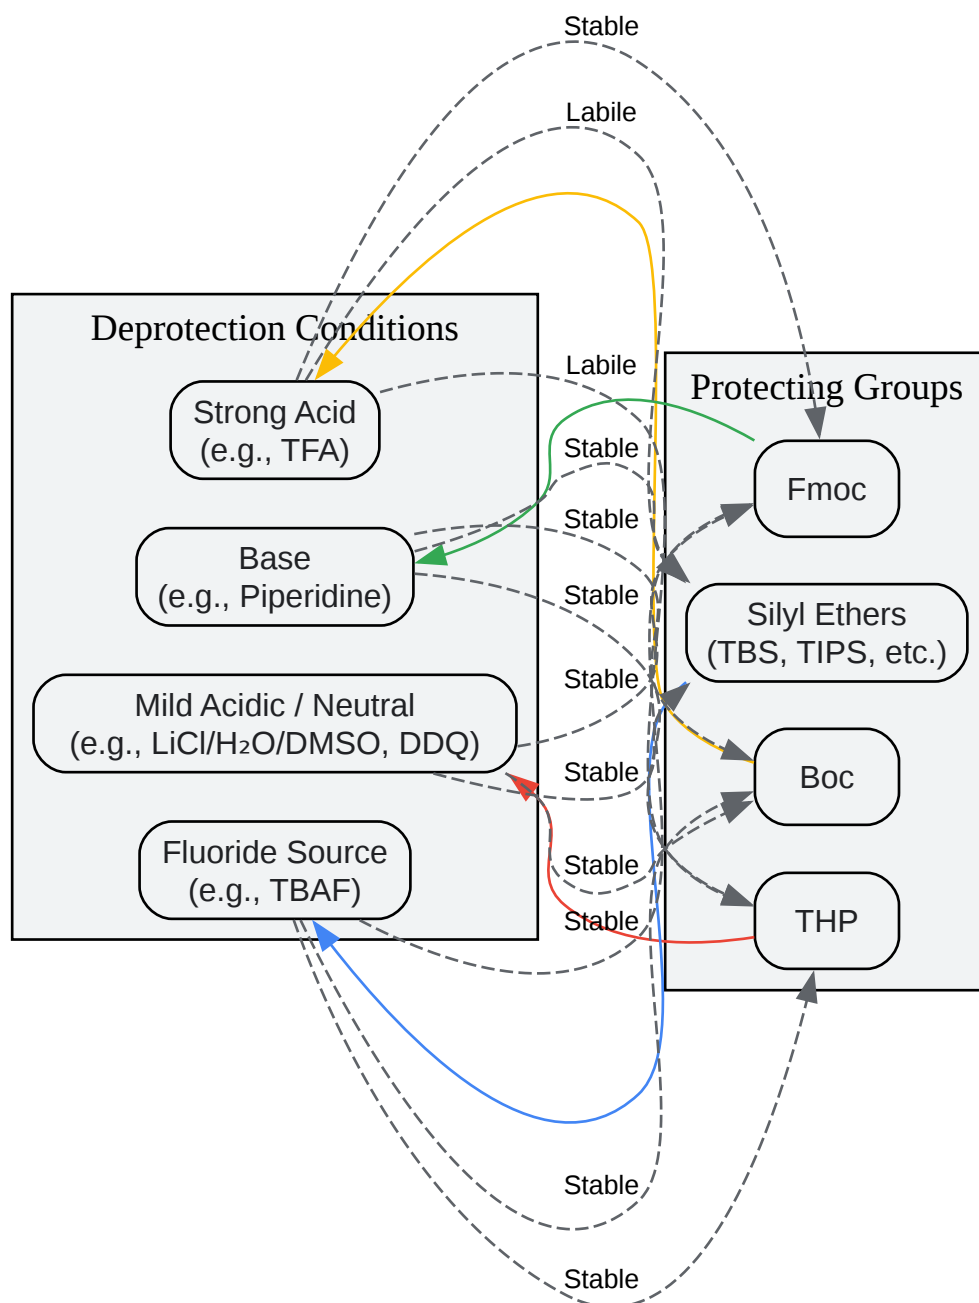 Stable
Labile
Deprotection Conditions
Labile
Protecting Groups
Strong Acid
(e.g., TFA)
Stable
Fmoc
Stable
Base
(e.g., Piperidine)
Stable
Silyl Ethers
(TBS, TIPS, etc.)
Stable
Mild Acidic / Neutral
(e.g., LiCl/H₂O/DMSO, DDQ)
Stable
Boc
Fluoride Source
(e.g., TBAF)
Stable
Stable
THP
Stable
Stable